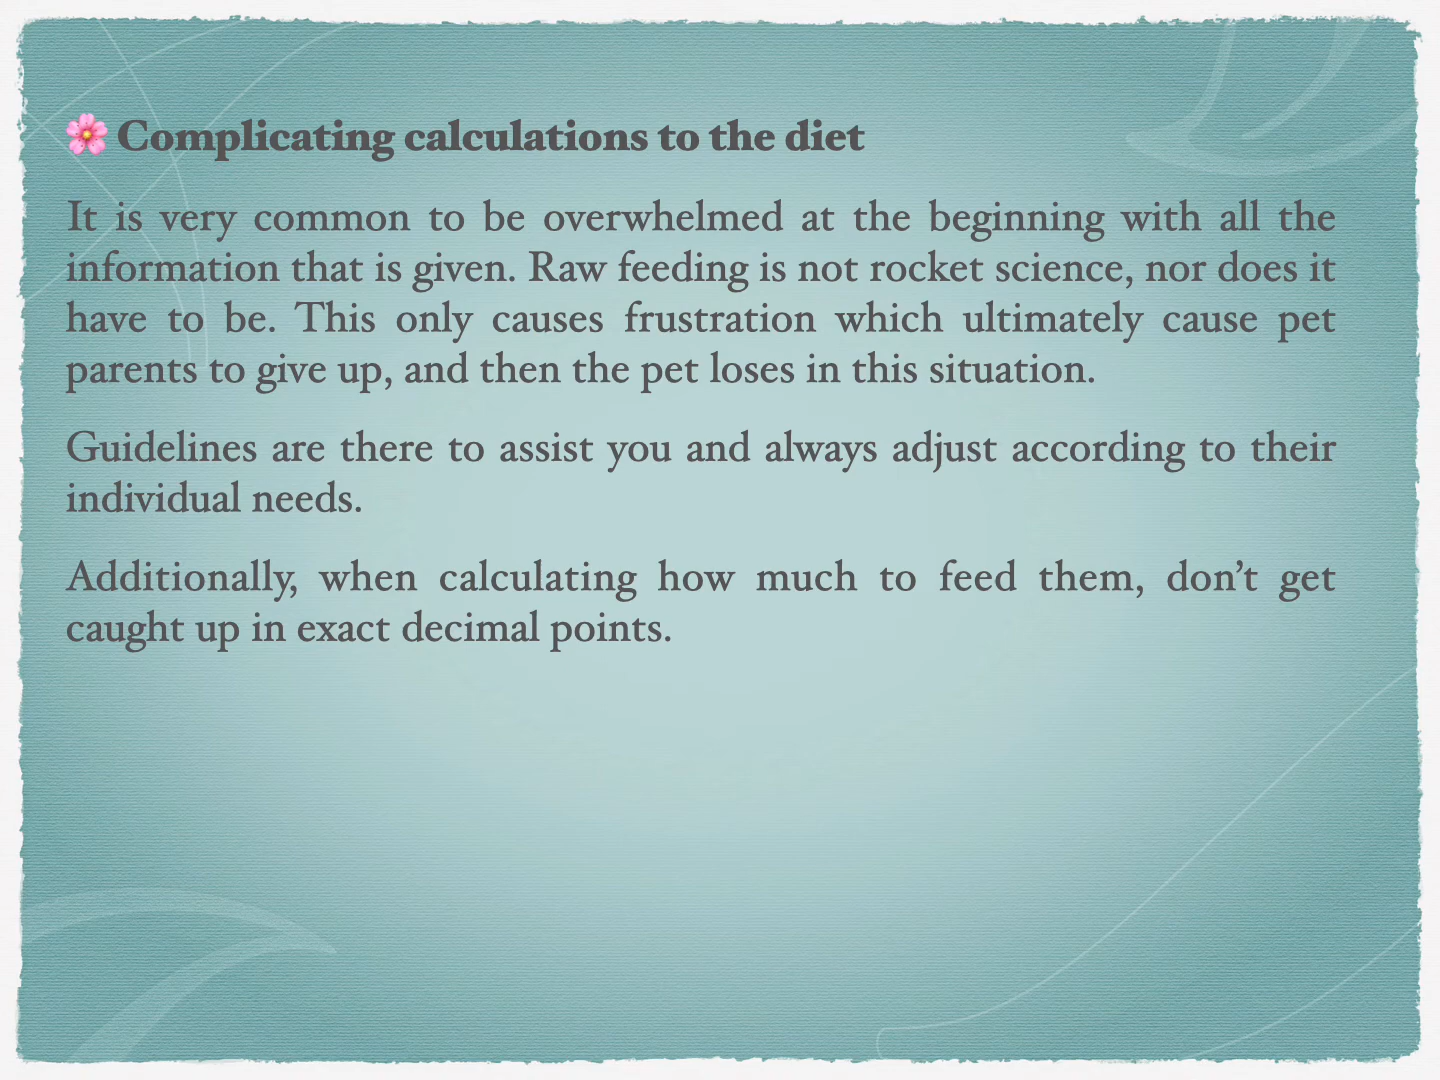 🌸 Complicating calculations to the diet
It is very common to be overwhelmed at the beginning with all the
information that is given. Raw feeding is not rocket science, nor does it
have to be. This only causes frustration which ultimately cause pet
parents to give up, and then the pet loses in this situation.
Guidelines are there to assist you and always adjust according to their
individual needs.
Additionally, when calculating how much to feed them, don’t get
caught up in exact decimal points.